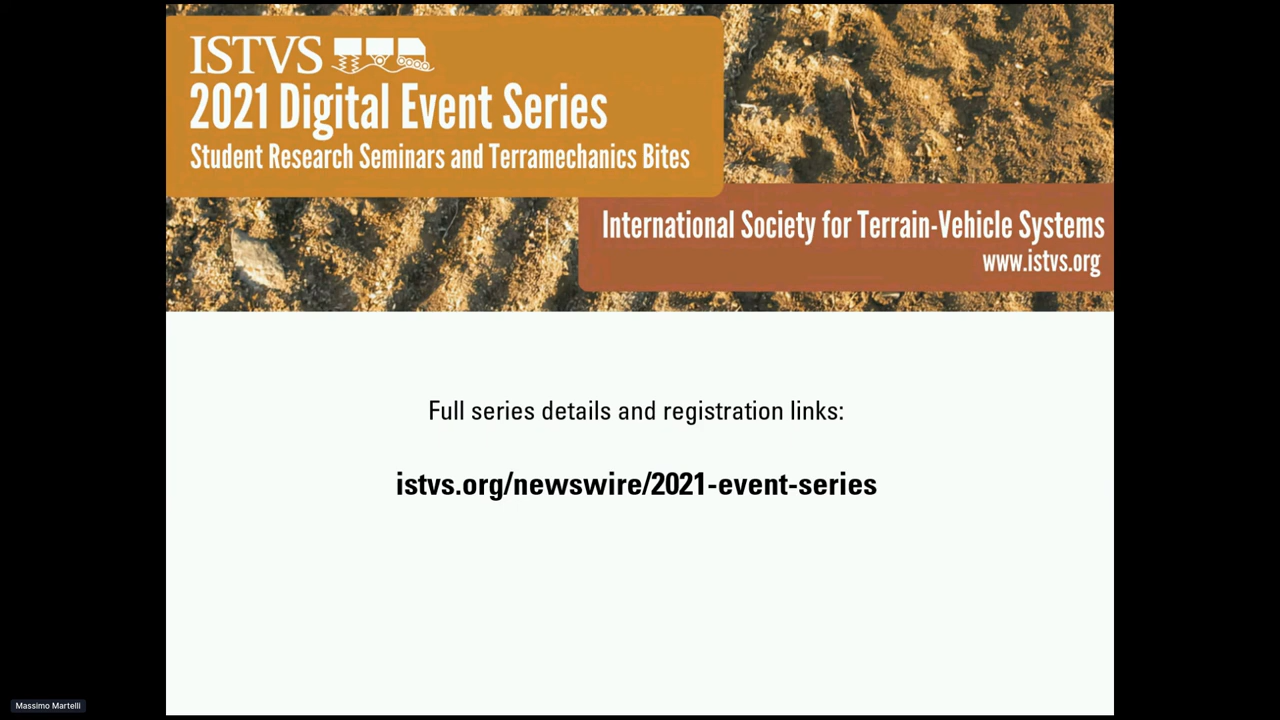 ISTVS
2021 Digital Event Series
Student Research Seminars and Terramechanics Bites
International Society for Terrain-Vehicle Systems
www.istvs.org
Full series details and registration links:
istvs.org/newswire/2021-event-series
Massimo Martelli